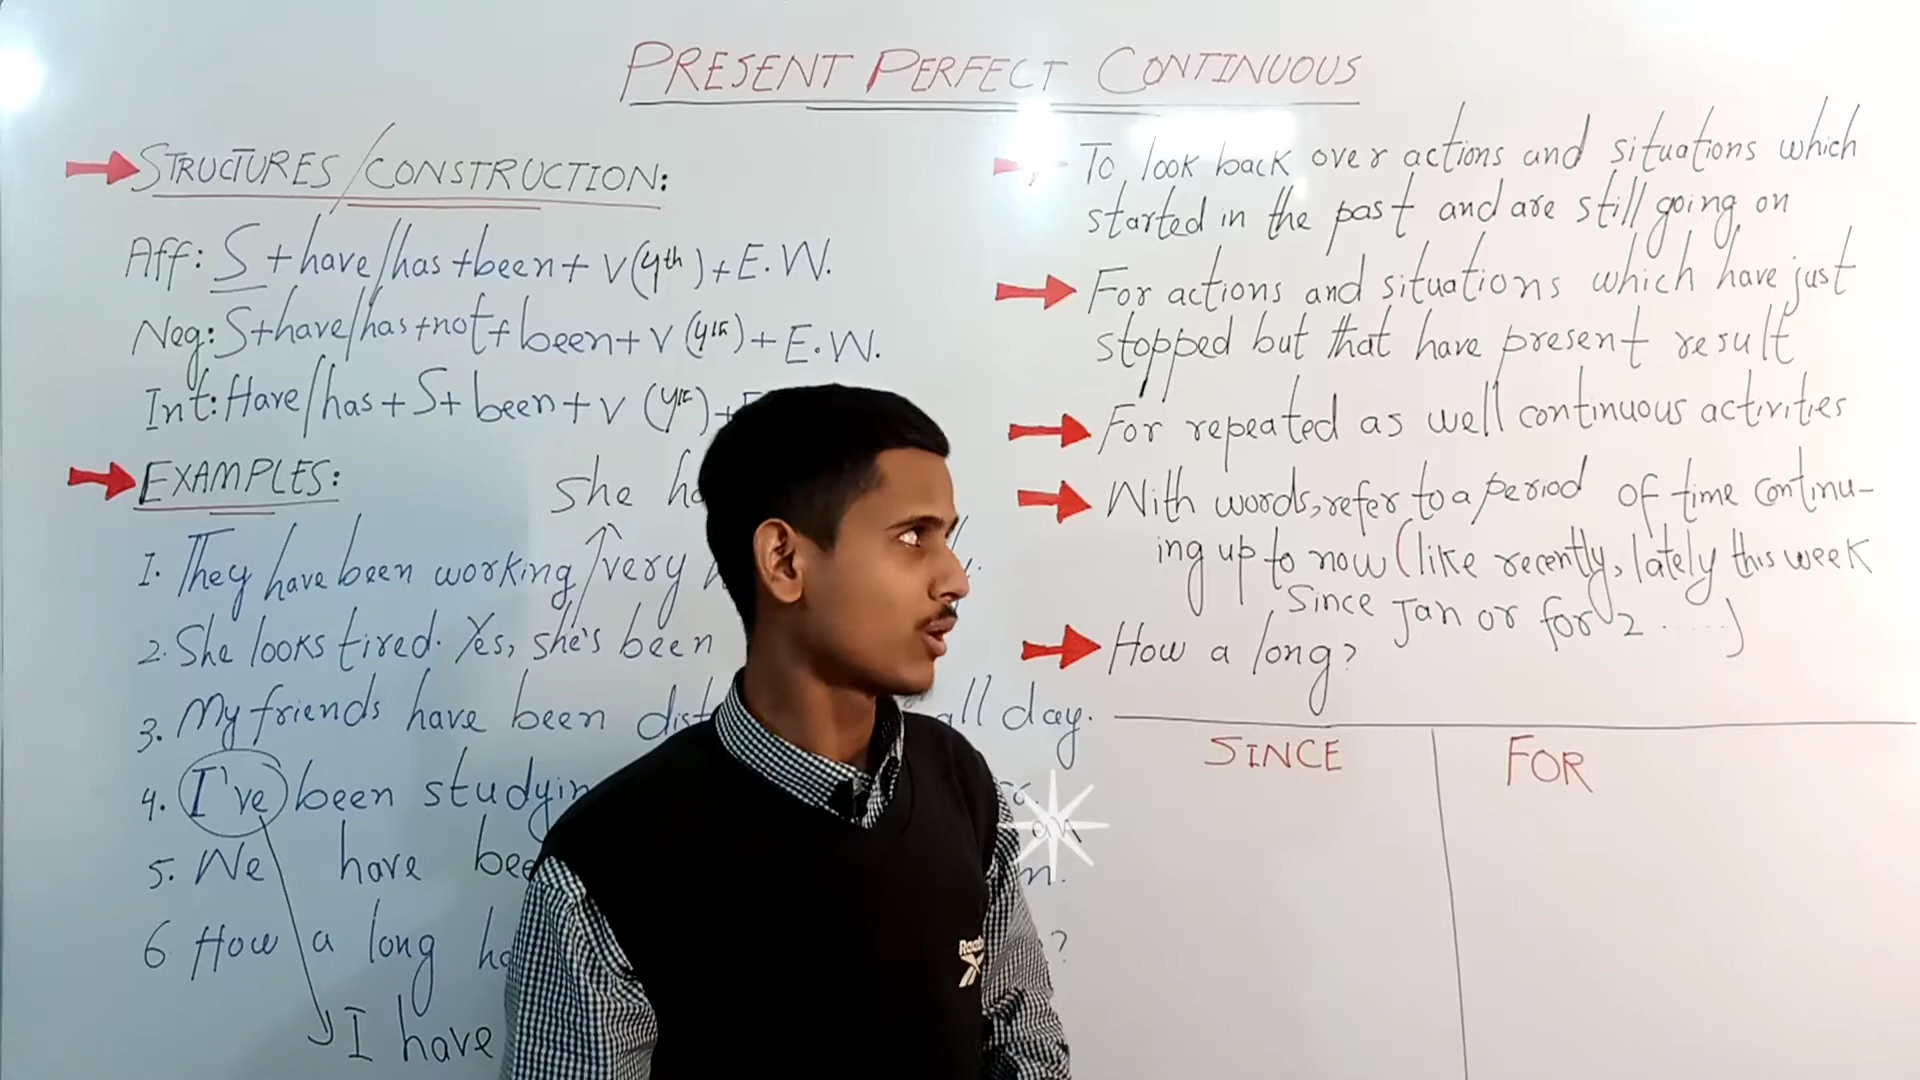 PRESENT PERFECT CONTINUOUS
STRUCTURES/CONSTRUCTION:
Aff: S + have/has + been + V(4th) + E.W.
Neg: S + have/has + not + been + V (4th) + E.W.
Int: Have/has + S + been + V (4th) +
EXAMPLES:
She
1. They have been working very
2. She looks tired. Yes, she's been
3. My friends have been all day.
4. I've been
5. We have
6 How a long ?
I have
To look back over actions and situations which
started in the past and are still going on
For actions and situations which have just
stopped but that have present result
For repeated as well continuous activities
With words, refer to a period of time continu-
ing up to now (like recently, lately this week
Since Jan or for 2 .....)
How a long?
SINCE FOR